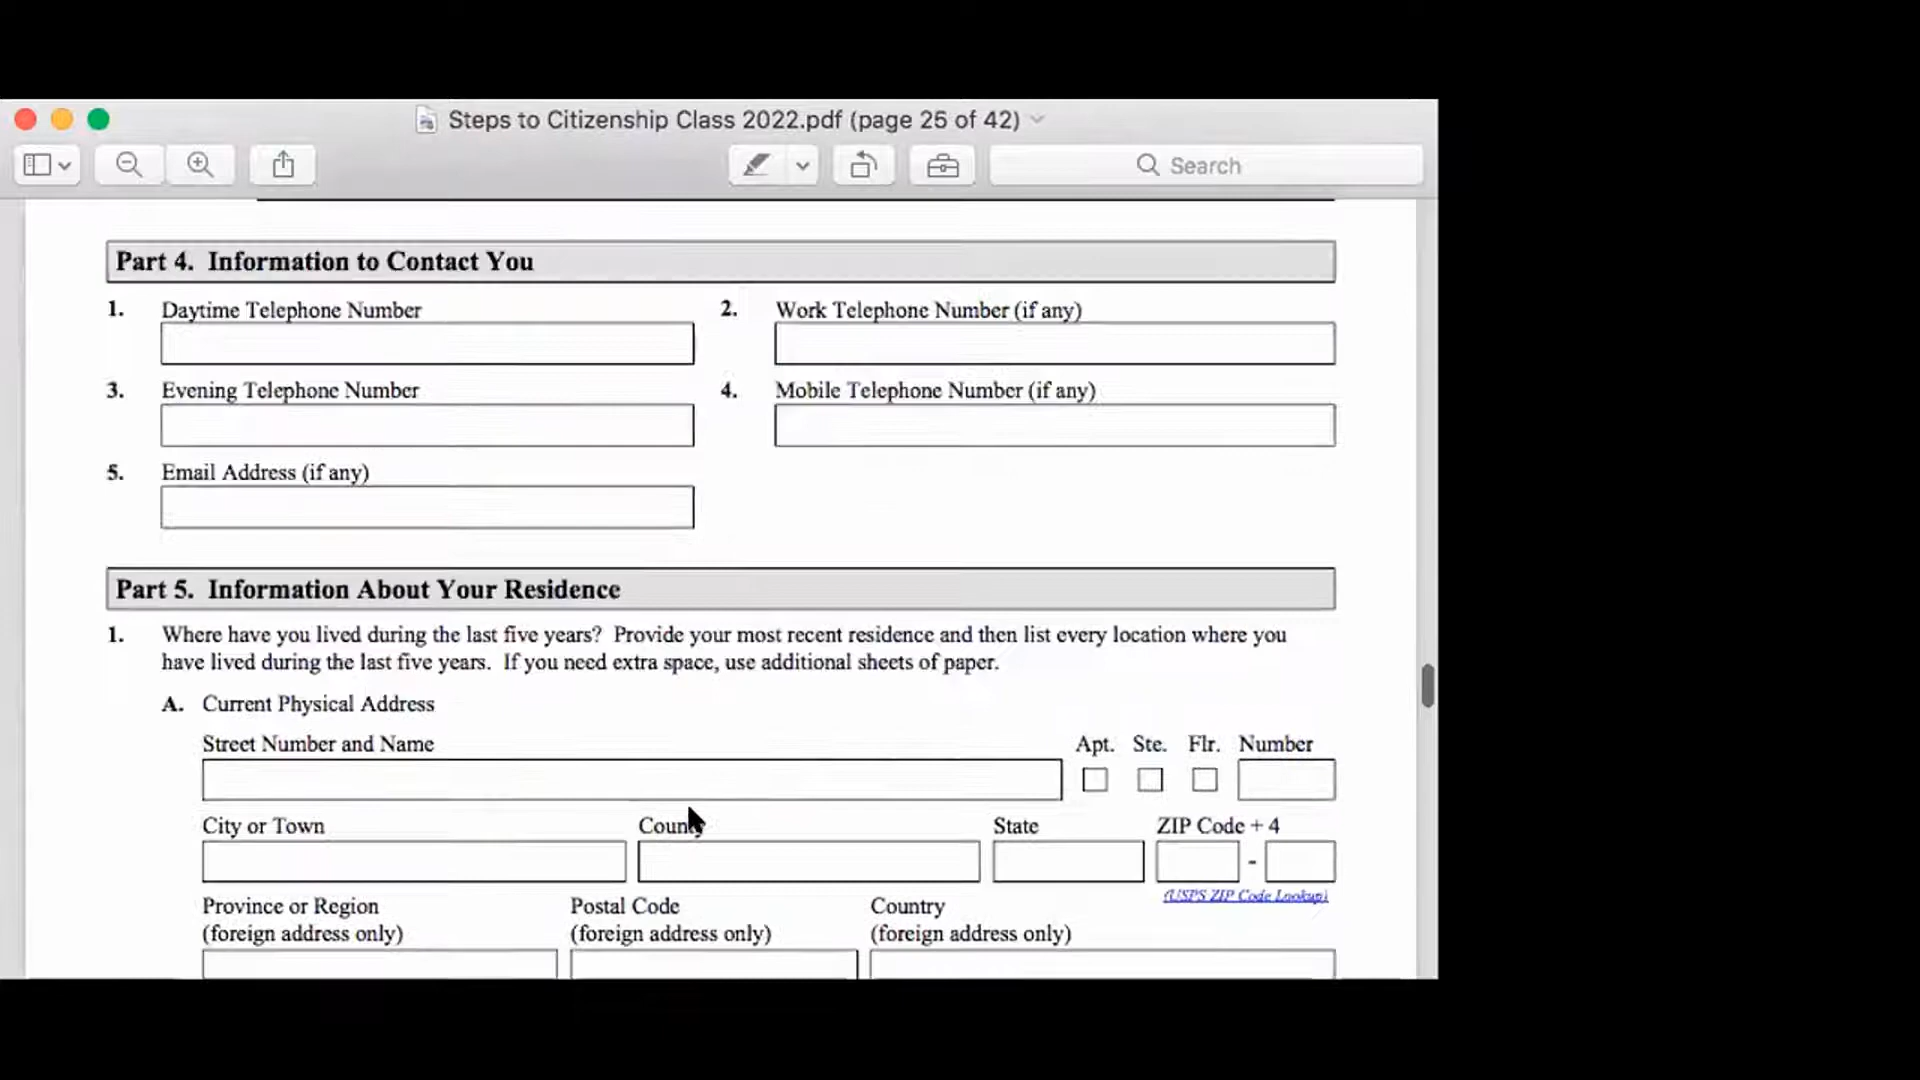 Steps to Citizenship Class 2022.pdf (page 25 of 42)
Search
Part 4. Information to Contact You
1. Daytime Telephone Number
2. Work Telephone Number (if any)
3. Evening Telephone Number
4. Mobile Telephone Number (if any)
5. Email Address (if any)
Part 5. Information About Your Residence
1. Where have you lived during the last five years? Provide your most recent residence and then list every location where you
have lived during the last five years. If you need extra space, use additional sheets of paper.
A. Current Physical Address
Street Number and Name Apt. Ste. Flr. Number
City or Town County State ZIP Code + 4
-
(USPS ZIP Code Lookup)
Province or Region
(foreign address only)
Postal Code
(foreign address only)
Country
(foreign address only)